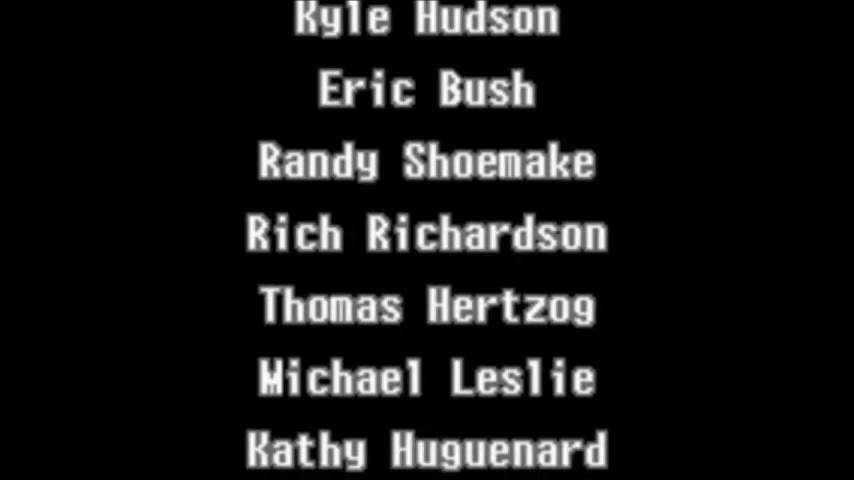 Kyle Hudson
Eric Bush
Randy Shoemake
Rich Richardson
Thomas Hertzog
Michael Leslie
Kathy Huguenard